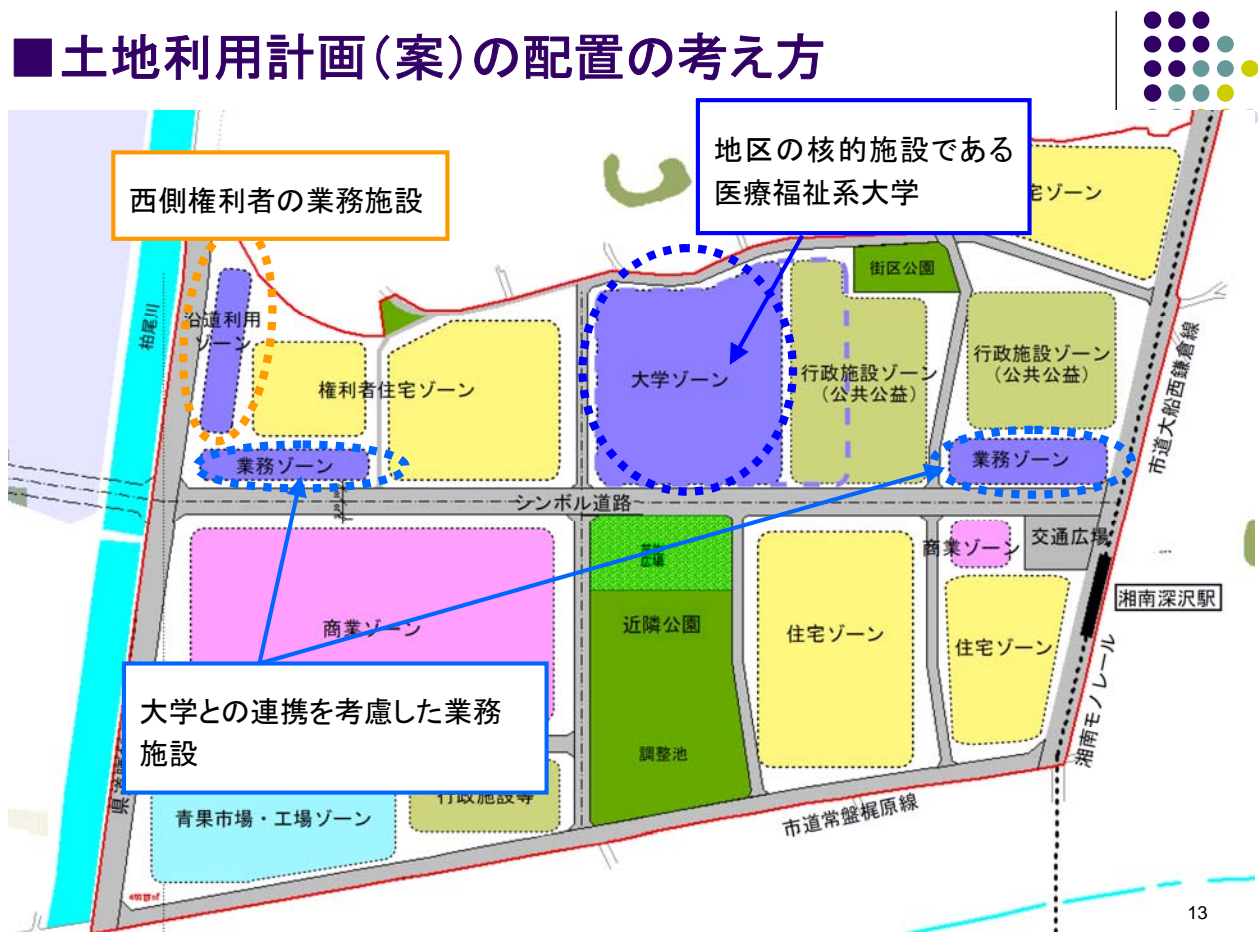 ■土地利用計画(案)の配置の考え方
地区の核的施設である
医療福祉系大学
西側権利者の業務施設
宅ゾーン
街区公園
柏尾川
沿道利用
ゾーン
権利者住宅ゾーン
大学ゾーン
行政施設ゾーン
(公共公益)
行政施設ゾーン
(公共公益)
市道大船西鎌倉線
業務ゾーン
業務ゾーン
シンボル道路
商業ゾーン
交通広場
広場
湘南深沢駅
商業ゾーン
近隣公園
住宅ゾーン
住宅ゾーン
湘南モノレール
大学との連携を考慮した業務
施設
調整池
県道
行政施設等
青果市場・工場ゾーン
市道常盤梶原線
13